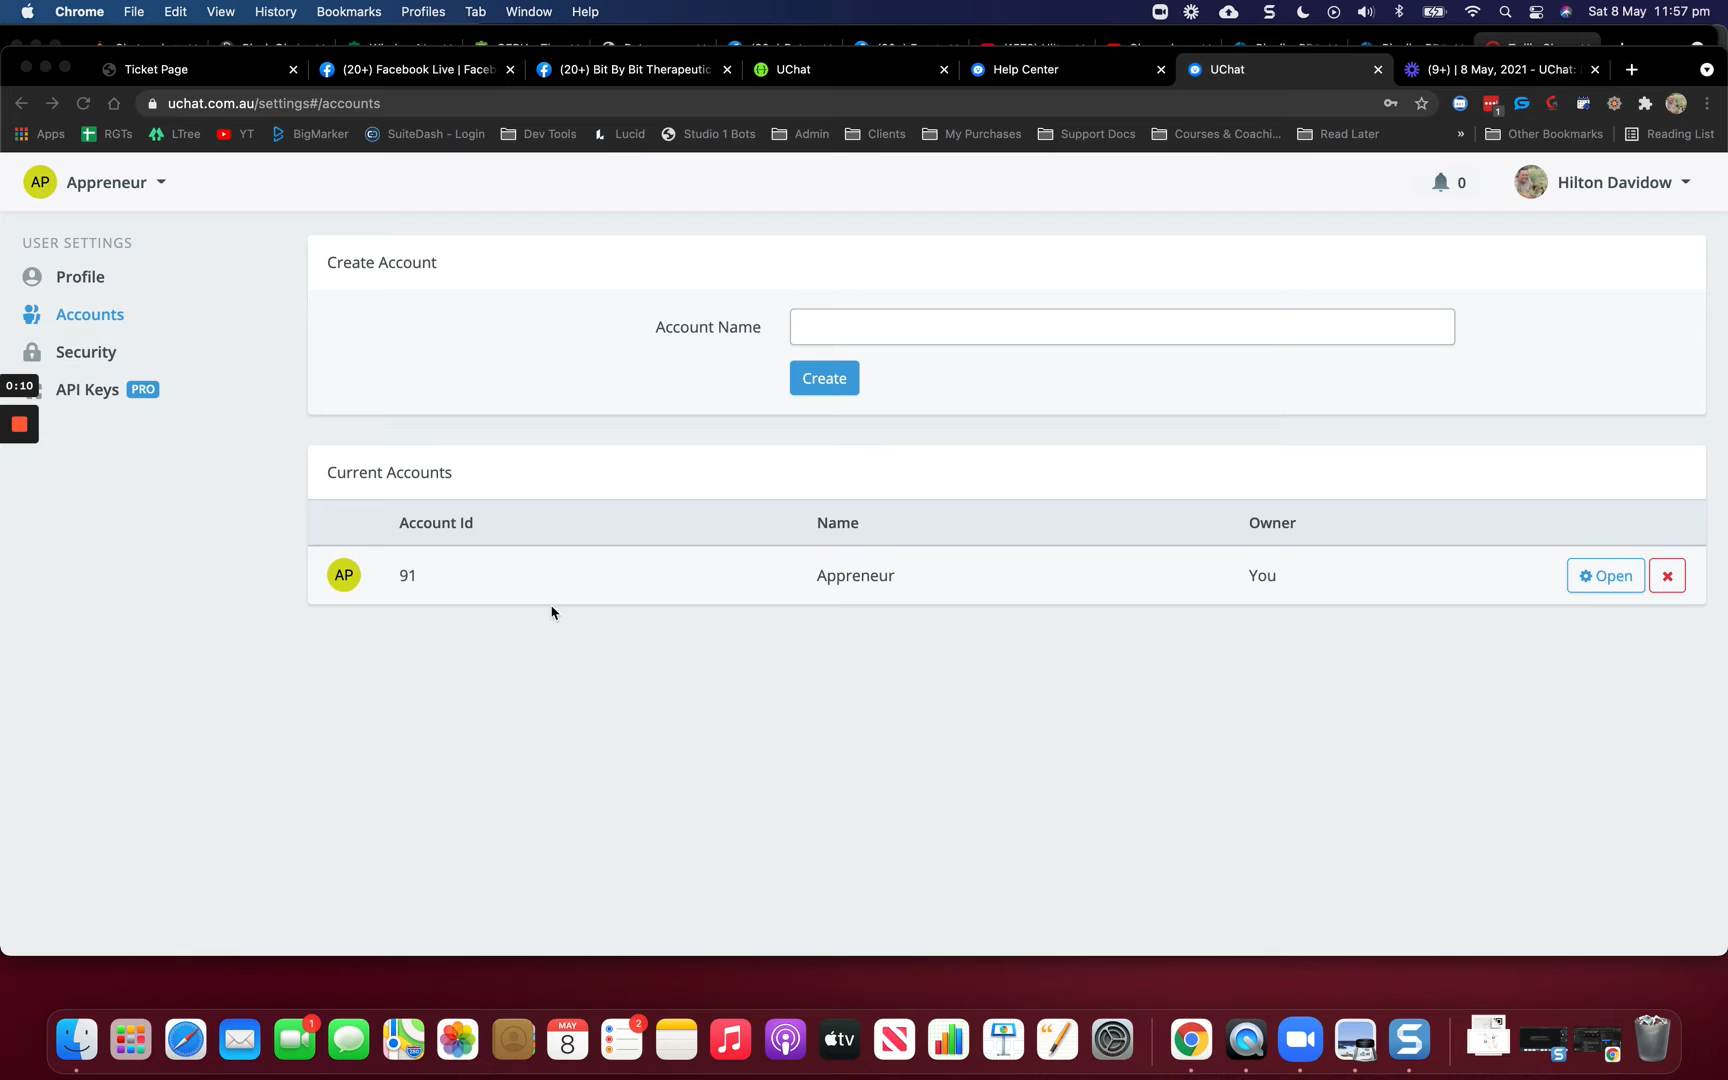 Chrome File Edit View History Bookmarks Profiles Tab Window Help Sat 8 May 11:57 pm
Ticket Page (20+) Facebook Live | Faceb (20+) Bit By Bit Therapeutic UChat Help Center UChat (9+) | 8 May, 2021 - UChat:
uchat.com.au/settings#/accounts
Apps RGTs LTree YT BigMarker SuiteDash - Login Dev Tools Lucid Studio 1 Bots Admin Clients My Purchases Support Docs Courses & Coachi... Read Later » Other Bookmarks Reading List
AP Appreneur 0 Hilton Davidow
USER SETTINGS
Profile
Accounts
Security
API Keys PRO
0:10
Create Account
Account Name
Create
Current Accounts
Account Id Name Owner
AP 91 Appreneur You Open
1 280 MAY 8 2 tv